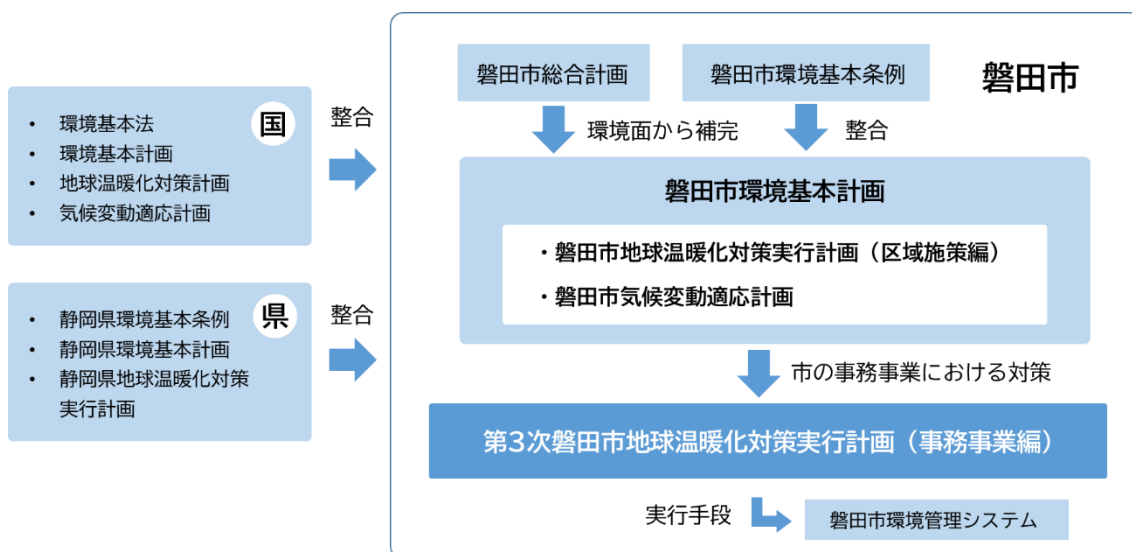 国
・ 環境基本法
・ 環境基本計画
・ 地球温暖化対策計画
・ 気候変動適応計画
整合
県
・ 静岡県環境基本条例
・ 静岡県環境基本計画
・ 静岡県地球温暖化対策
実行計画
整合
磐田市
磐田市総合計画
磐田市環境基本条例
環境面から補完
整合
磐田市環境基本計画
・磐田市地球温暖化対策実行計画（区域施策編）
・磐田市気候変動適応計画
市の事務事業における対策
第3次磐田市地球温暖化対策実行計画（事務事業編）
実行手段
磐田市環境管理システム